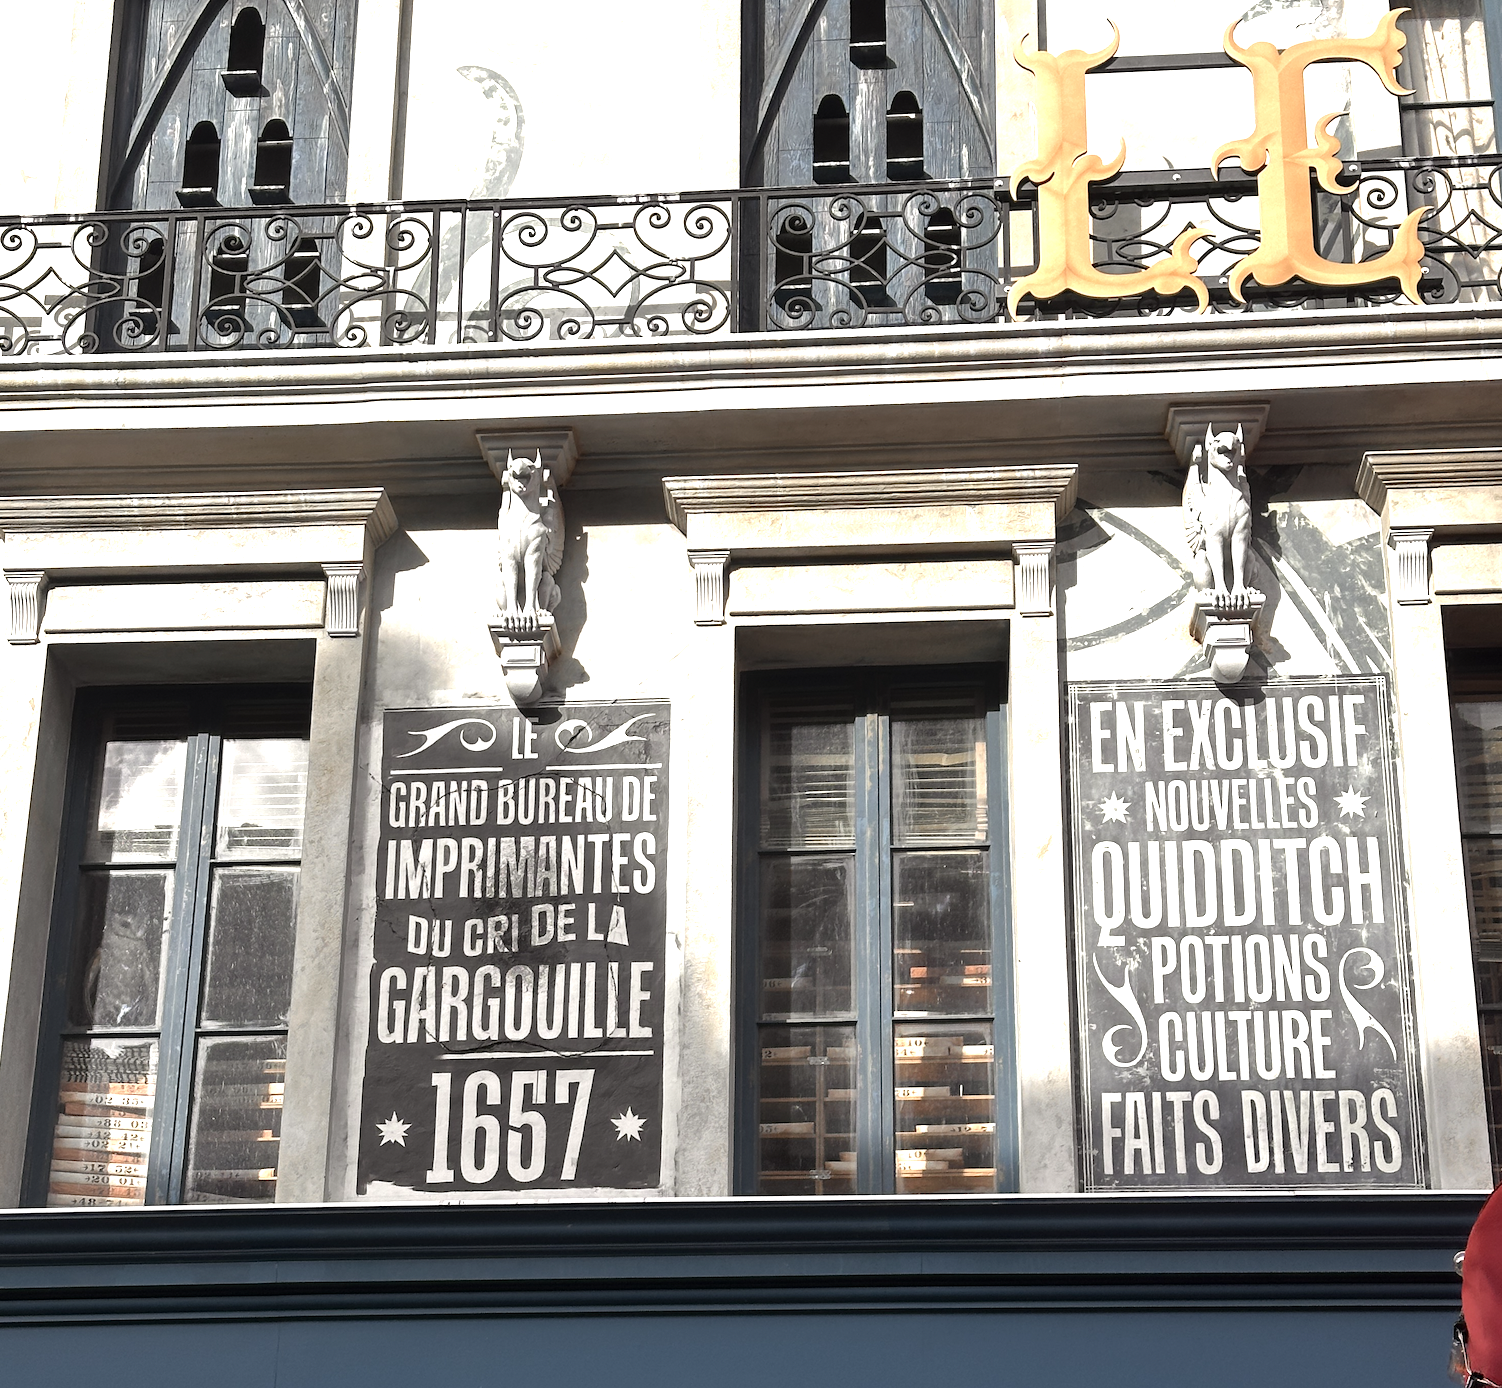 LE
LE
GRAND BUREAU DE
IMPRIMANTES
DU CRI DE LA
GARGOUILLE
1657
EN EXCLUSIF
NOUVELLES
QUIDDITCH
POTIONS
CULTURE
FAITS DIVERS